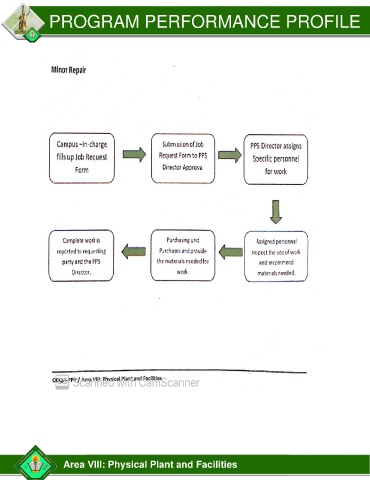 PROGRAM PERFORMANCE PROFILE
Minor Repair
Campus -in-charge
fills up Job Request
Form
Submission of Job
Request Form to PPS
Director Approva
PPS Director assigns
Specific personnel
for work
Assigned personnel
inspect the site of work
and recommend
materials needed.
Purchasing unit
Purchases and provide
the materials needed for
work.
Complete work is
reported to requesting
party and the PPS
Director.
/ Area VIII: Physical Plant and Facilities
Scanned with CamScanner
Area VIII: Physical Plant and Facilities